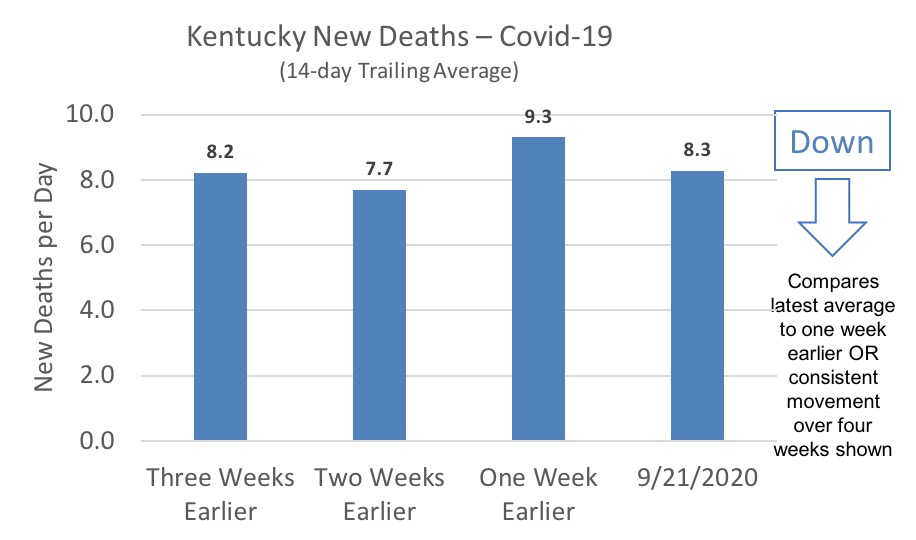 Kentucky New Deaths – Covid-19
(14-day Trailing Average)
New Deaths per Day
10.0
8.0
6.0
4.0
2.0
0.0
8.2
7.7
9.3
8.3
Three Weeks
Earlier
Two Weeks
Earlier
One Week
Earlier
9/21/2020
Down
Compares
latest average
to one week
earlier OR
consistent
movement
over four
weeks shown